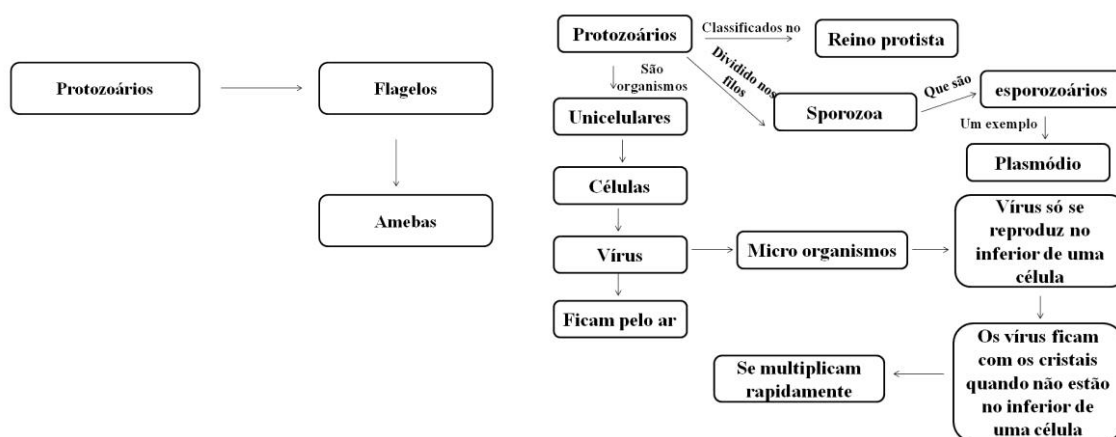 Protozoários
Flagelos
Amebas
Protozoários
Classificados no
Reino protista
São
organismos
Dividido nos
filos
Unicelulares
Sporozoa
Que são
esporozoários
Um exemplo
Plasmódio
Células
Vírus
Micro organismos
Vírus só se
reproduz no
inferior de uma
célula
Ficam pelo ar
Os vírus ficam
com os cristais
quando não estão
no inferior de
uma célula
Se multiplicam
rapidamente